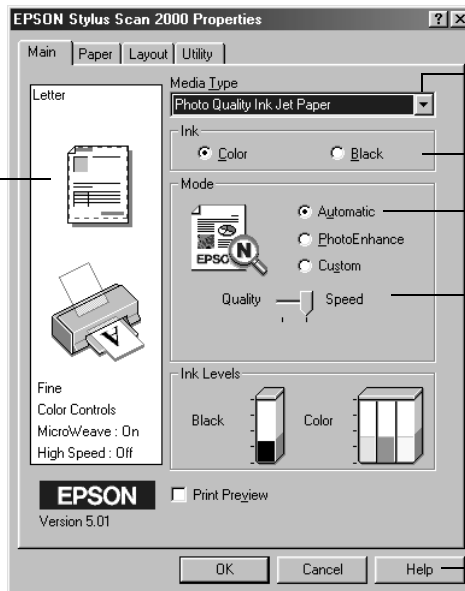 EPSON Stylus Scan 2000 Properties
Main Paper Layout Utility
Letter
Media Type
Photo Quality Ink Jet Paper
Ink
Color Black
Mode
EPSON
N
Automatic
PhotoEnhance
Custom
Quality Speed
A
Fine
Color Controls
MicroWeave : On
High Speed : Off
Ink Levels
Black Color
EPSON
Version 5.01
Print Preview
OK Cancel Help